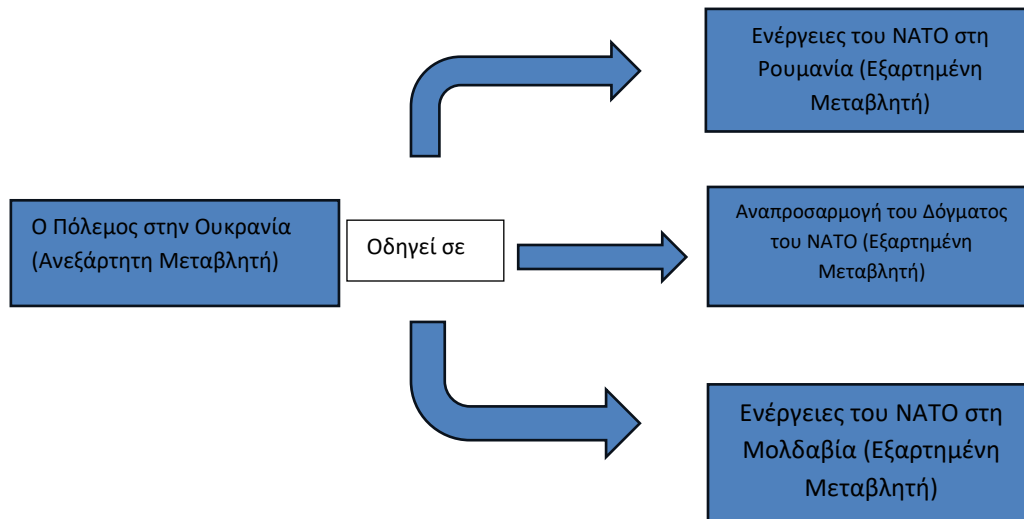 Ο Πόλεμος στην Ουκρανία
(Ανεξάρτητη Μεταβλητή)
Οδηγεί σε
Ενέργειες του ΝΑΤΟ στη
Ρουμανία (Εξαρτημένη
Μεταβλητή)
Αναπροσαρμογή του Δόγματος
του ΝΑΤΟ (Εξαρτημένη
Μεταβλητή)
Ενέργειες του ΝΑΤΟ στη
Μολδαβία (Εξαρτημένη
Μεταβλητή)